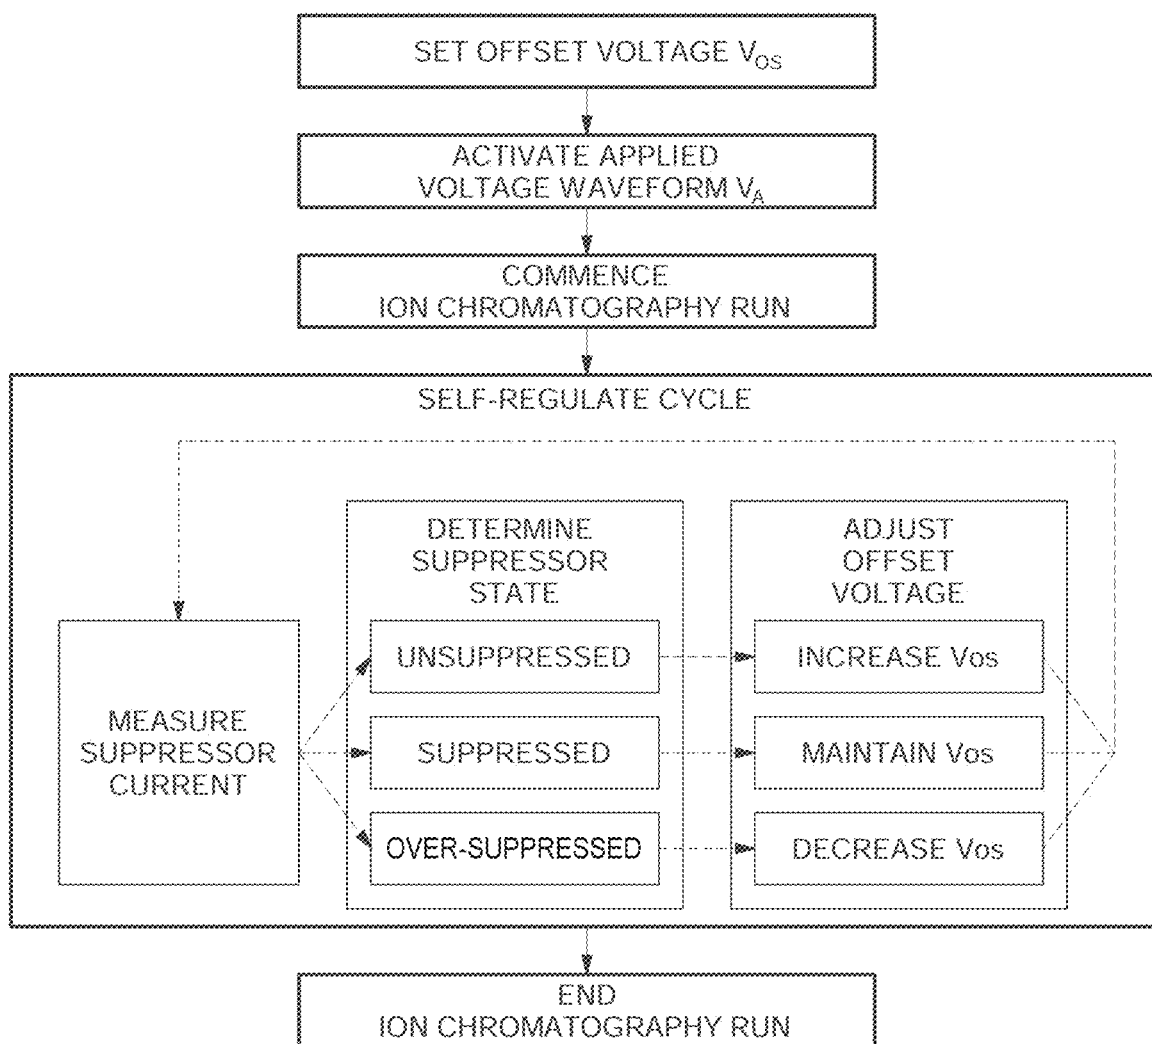 SET OFFSET VOLTAGE VOS
ACTIVATE APPLIED
VOLTAGE WAVEFORM VA
COMMENCE
ION CHROMATOGRAPHY RUN
SELF-REGULATE CYCLE
DETERMINE
SUPPRESSOR
STATE
ADJUST
OFFSET
VOLTAGE
MEASURE
SUPPRESSOR
CURRENT
UNSUPPRESSED
INCREASE Vos
SUPPRESSED
MAINTAIN Vos
OVER-SUPPRESSED
DECREASE Vos
END
ION CHROMATOGRAPHY RUN